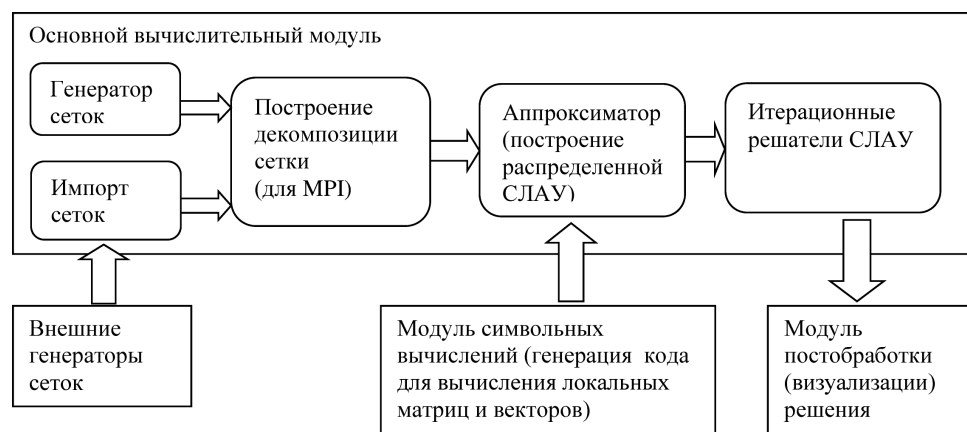 Основной вычислительный модуль
Генератор
сеток
Импорт
сеток
Построение
декомпозиции
сетки
(для MPI)
Аппроксиматор
(построение
распределенной
СЛАУ)
Итерационные
решатели СЛАУ
Внешние
генераторы
сеток
Модуль символьных
вычислений (генерация кода
для вычисления локальных
матриц и векторов)
Модуль
постобработки
(визуализации)
решения